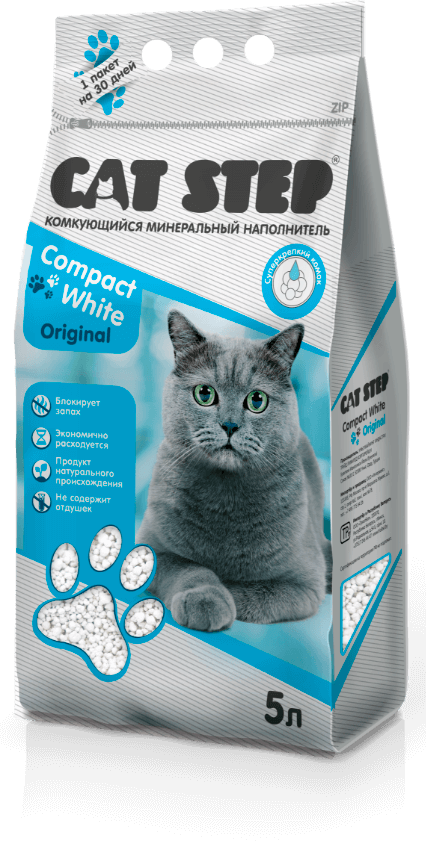 1 пакет
на 30 дней
ZIP
CAT STEP®
КОМКУЮЩИЙСЯ МИНЕРАЛЬНЫЙ НАПОЛНИТЕЛЬ
Суперкрепкий комок
Compact
White
Original
Блокирует
запах
Экономично
расходуется
Продукт
натурального
происхождения
Не содержит
отдушек
5л
CAT STEP
Compact White
Original